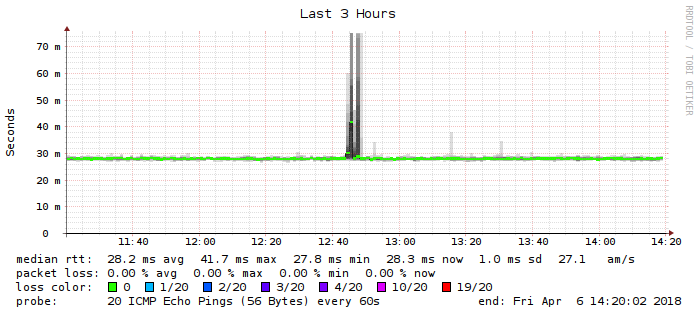 Last 3 Hours
RRDTOOL / TOBI OETIKER
Seconds
70 m
60 m
50 m
40 m
30 m
20 m
10 m
0
11:40 12:00 12:20 12:40 13:00 13:20 13:40 14:00 14:20
median rtt: 28.2 ms avg 41.7 ms max 27.8 ms min 28.3 ms now 1.0 ms sd 27.1 am/s
packet loss: 0.00 % avg 0.00 % max 0.00 % min 0.00 % now
loss color: 0 1/20 2/20 3/20 4/20 10/20 19/20
probe: 20 ICMP Echo Pings (56 Bytes) every 60s end: Fri Apr 6 14:20:02 2018